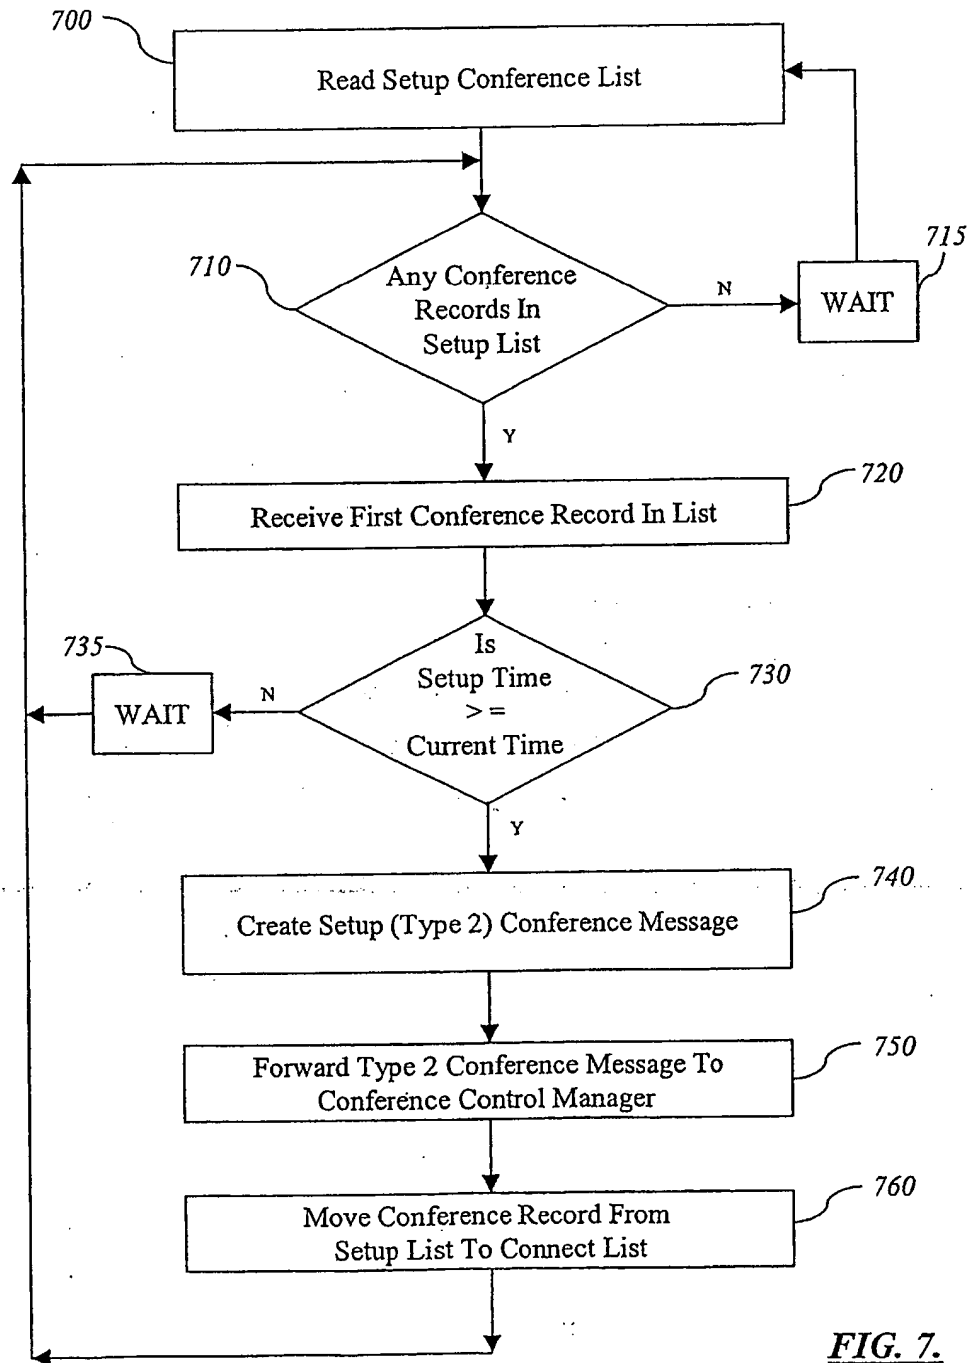 700
Read Setup Conference List
710
Any Conference
Records In
Setup List
N
715
WAIT
Y
720
Receive First Conference Record In List
735
WAIT
N
Is
Setup Time
> =
Current Time
730
Y
740
Create Setup (Type 2) Conference Message
750
Forward Type 2 Conference Message To
Conference Control Manager
760
Move Conference Record From
Setup List To Connect List
FIG. 7.